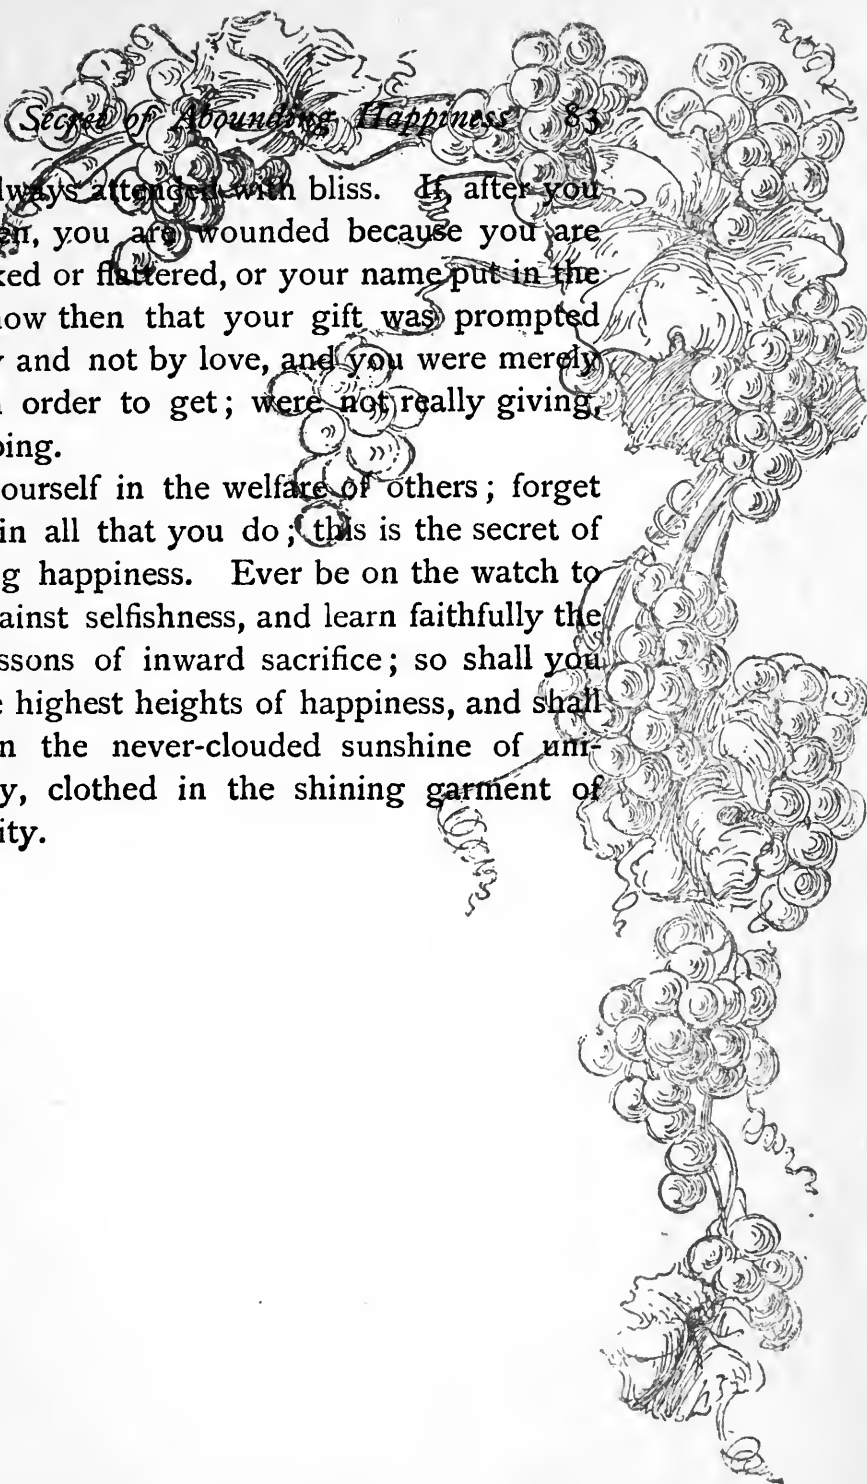 Secret of Abounding Happiness 83
lways attended with bliss. If, after you
en, you are wounded because you are
ked or flattered, or your name put in the
now then that your gift was prompted
y and not by love, and you were merely
n order to get; were not really giving,
ping.
ourself in the welfare of others; forget
in all that you do; this is the secret of
g happiness. Ever be on the watch to
ainst selfishness, and learn faithfully the
ssons of inward sacrifice; so shall you
e highest heights of happiness, and shall
n the never-clouded sunshine of uni-
y, clothed in the shining garment of
ity.